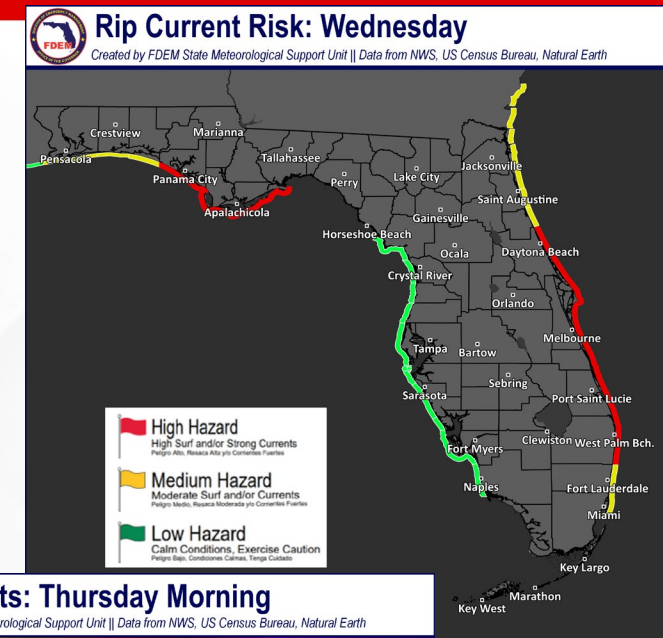 FDEM
Rip Current Risk: Wednesday
Created by FDEM State Meteorological Support Unit || Data from NWS, US Census Bureau, Natural Earth
Crestview
Marianna
Pensacola
Tallahassee
Jacksonville
Panama City
Perry
Lake City
Saint Augustine
Apalachicola
Gainesville
Horseshoe Beach
Ocala
Daytona Beach
Crystal River
Orlando
Melbourne
Tampa
Bartow
Sebring
Sarasota
Port Saint Lucie
Clewiston
West Palm Bch.
Fort Myers
Naples
Fort Lauderdale
Miami
Key Largo
Marathon
Key West
High Hazard
High Surf and/or Strong Currents
Peligro Alto, Resaca Alta y/o Corrientes Fuertes
Medium Hazard
Moderate Surf and/or Currents
Peligro Medio, Resaca Moderada y/o Corrientes Fuertes
Low Hazard
Calm Conditions, Exercise Caution
Peligro Bajo, Condiciones Calmas, Tenga Cuidado
ts: Thursday Morning
rological Support Unit || Data from NWS, US Census Bureau, Natural Earth